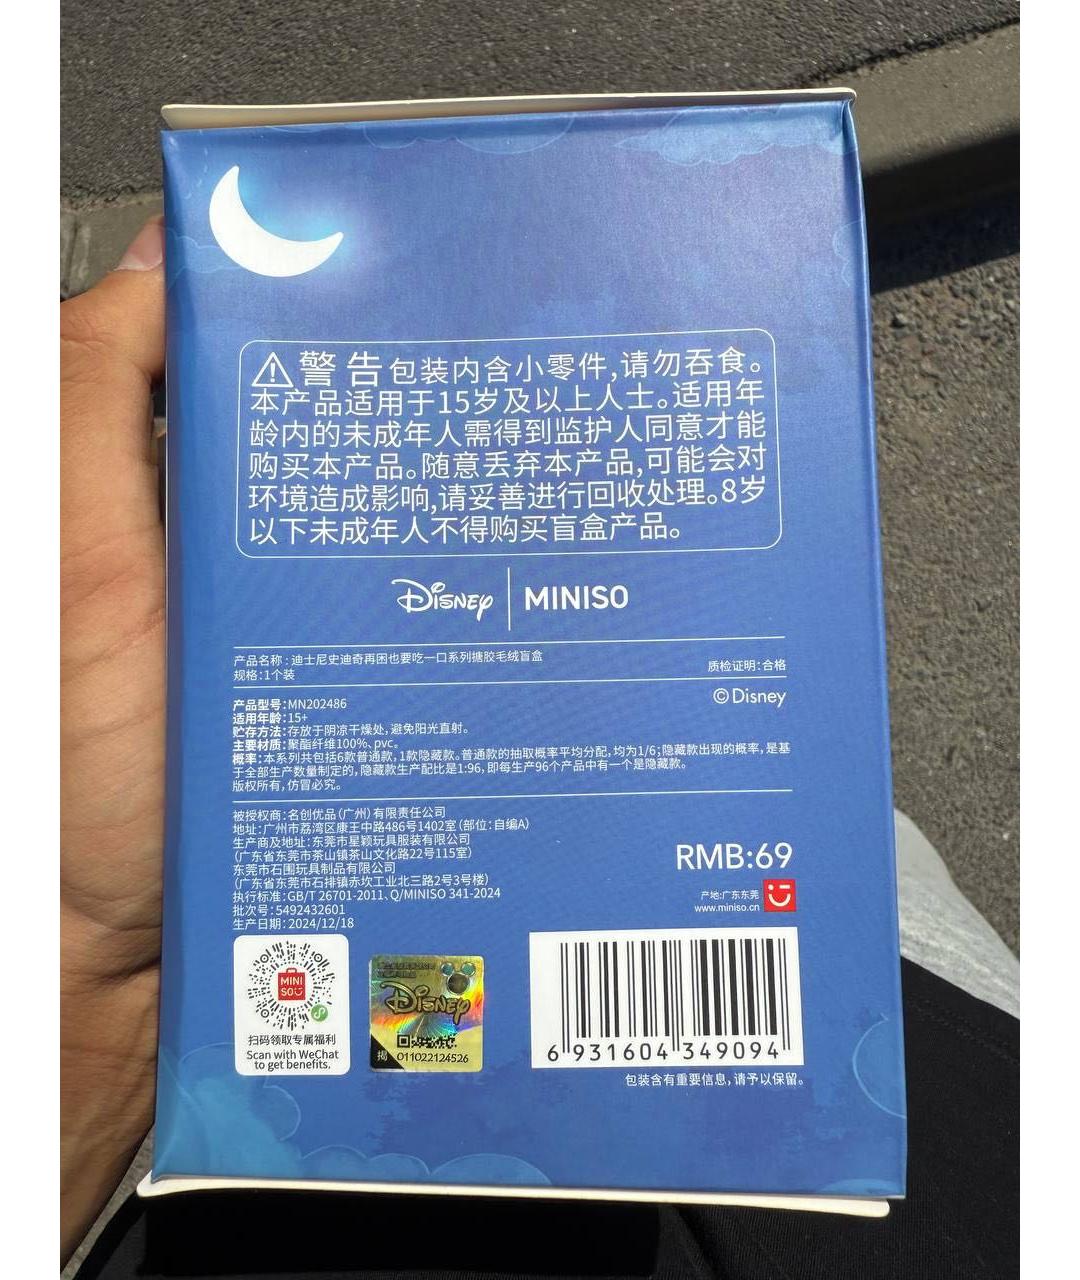 警告 包装内含小零件,请勿吞食。
本产品适用于15岁及以上人士。适用年
龄内的未成年人需得到监护人同意才能
购买本产品。随意丢弃本产品,可能会对
环境造成影响,请妥善进行回收处理。8岁
以下未成年人不得购买盲盒产品。
Disney | MINISO
产品名称:迪士尼史迪奇再困也要吃一口系列搪胶毛绒盲盒
规格:1个装
质检证明:合格
©Disney
产品型号:MN202486
适用年龄:15+
贮存方法:存放于阴凉干燥处,避免阳光直射。
主要材质:聚酯纤维100%、pvc。
概率:本系列共包括6款普通款,1款隐藏款。普通款的抽取概率平均分配,均为1/6;隐藏款出现的概率,是基
于全部生产数量制定的,隐藏款生产配比是1:96,即每生产96个产品中有一个是隐藏款。
版权所有,仿冒必究。
被授权商:名创优品(广州)有限责任公司
地址:广州市荔湾区康王中路486号1402室(部位:自编A)
生产商及地址:东莞市星颖玩具服装有限公司
(广东省东莞市茶山镇茶山文化路22号115室)
东莞市石围玩具制品有限公司
(广东省东莞市石排镇赤坎工业北三路2号3号楼)
执行标准:GB/T 26701-2011、Q/MINISO 341-2024
批次号:5492432601
生产日期:2024/12/18
RMB:69
产地:广东东莞
www.miniso.cn
MINI
SO
扫码领取专属福利
Scan with WeChat
to get benefits.
Disney
揭
011022124526
6 931604 349094
包装含有重要信息,请予以保留。